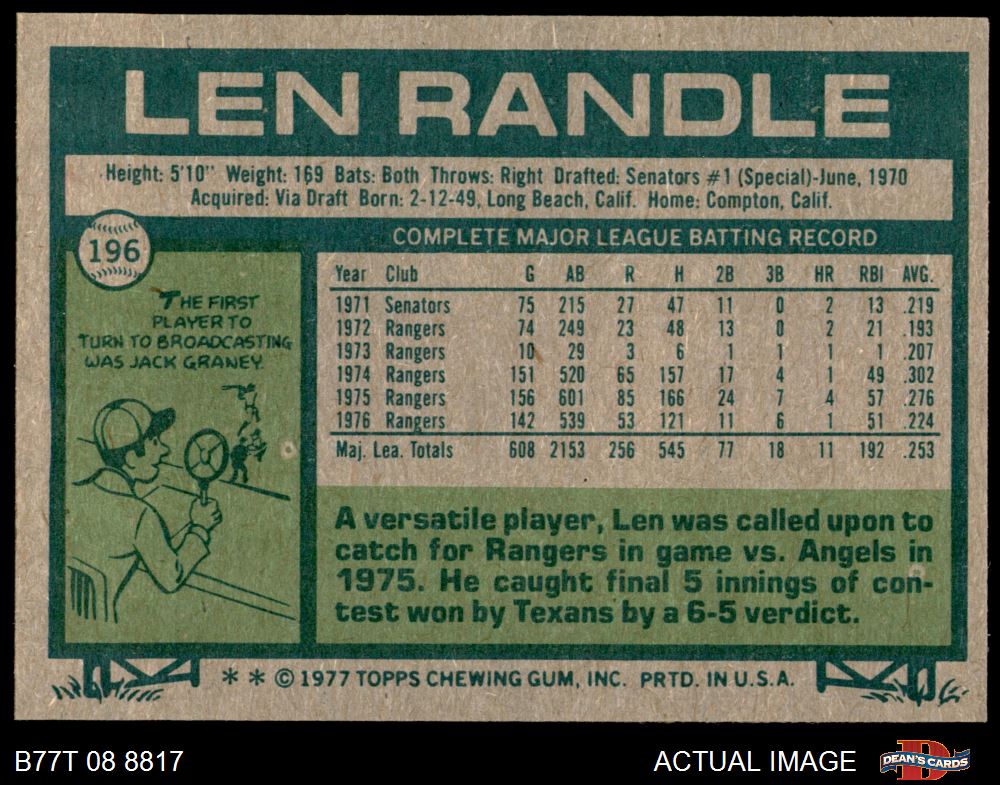 LEN RANDLE
Height: 5'10" Weight: 169 Bats: Both Throws: Right Drafted: Senators #1 (Special)-June, 1970
Acquired: Via Draft Born: 2-12-49, Long Beach, Calif. Home: Compton, Calif.
196
THE FIRST
PLAYER TO
TURN TO BROADCASTING
WAS JACK GRANEY.
COMPLETE MAJOR LEAGUE BATTING RECORD
Year Club G AB R H 2B 3B HR RBI AVG.
1971 Senators 75 215 27 47 11 0 2 13 .219
1972 Rangers 74 249 23 48 13 0 2 21 .193
1973 Rangers 10 29 3 6 1 1 1 1 .207
1974 Rangers 151 520 65 157 17 4 1 49 .302
1975 Rangers 156 601 85 166 24 7 4 57 .276
1976 Rangers 142 539 53 121 11 6 1 51 .224
Maj. Lea. Totals 608 2153 256 545 77 18 11 192 .253
A versatile player, Len was called upon to
catch for Rangers in game vs. Angels in
1975. He caught final 5 innings of con-
test won by Texans by a 6-5 verdict.
* * © 1977 TOPPS CHEWING GUM, INC. PRTD. IN U.S.A.
B77T 08 8817
ACTUAL IMAGE
D
DEAN'S CARDS